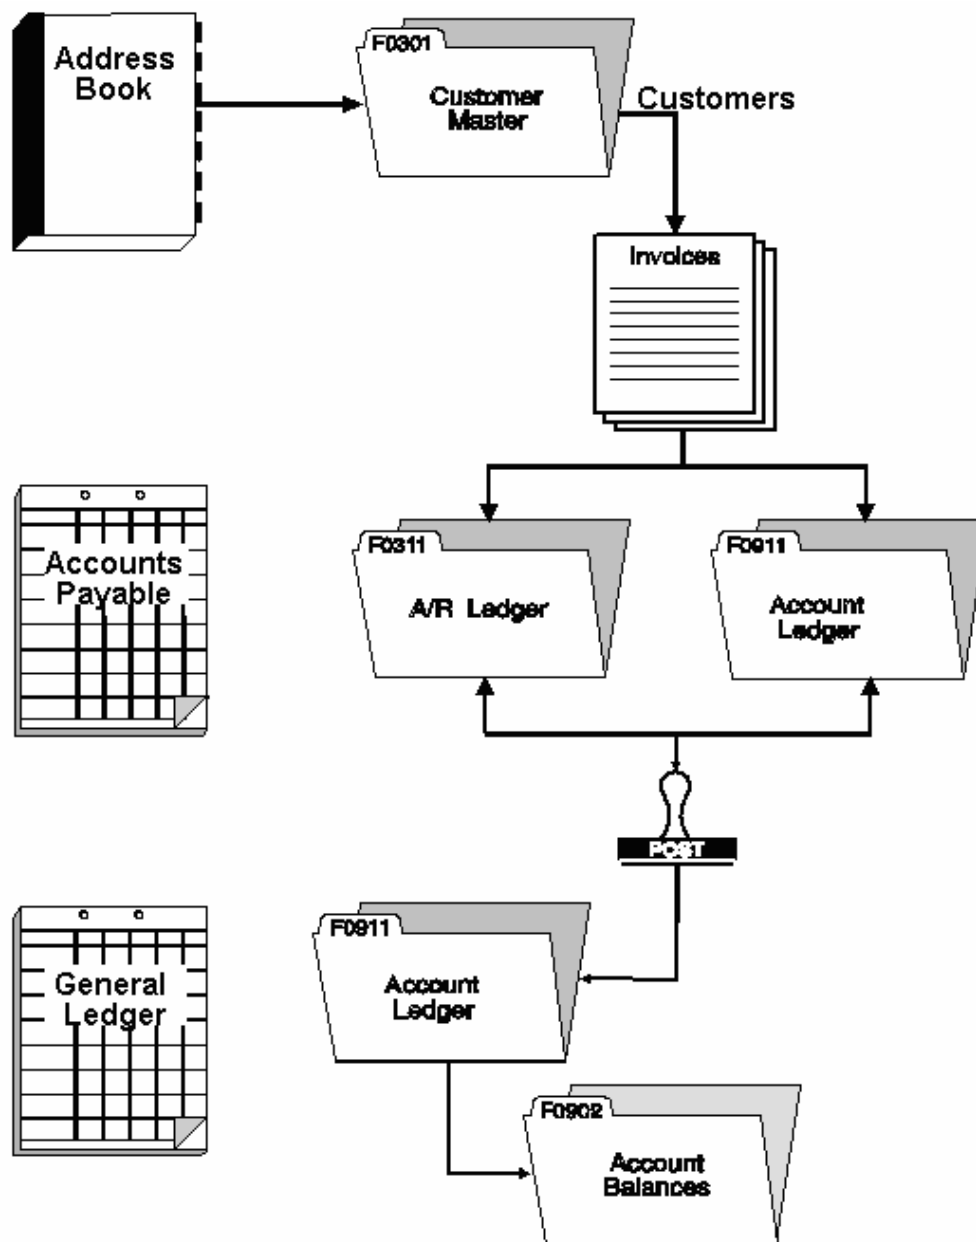 Address
Book
F0301
Customer
Master
Customers
Invoices
Accounts
Payable
F0311
A/R Ledger
F0911
Account
Ledger
POST
General
Ledger
F0911
Account
Ledger
F0902
Account
Balances